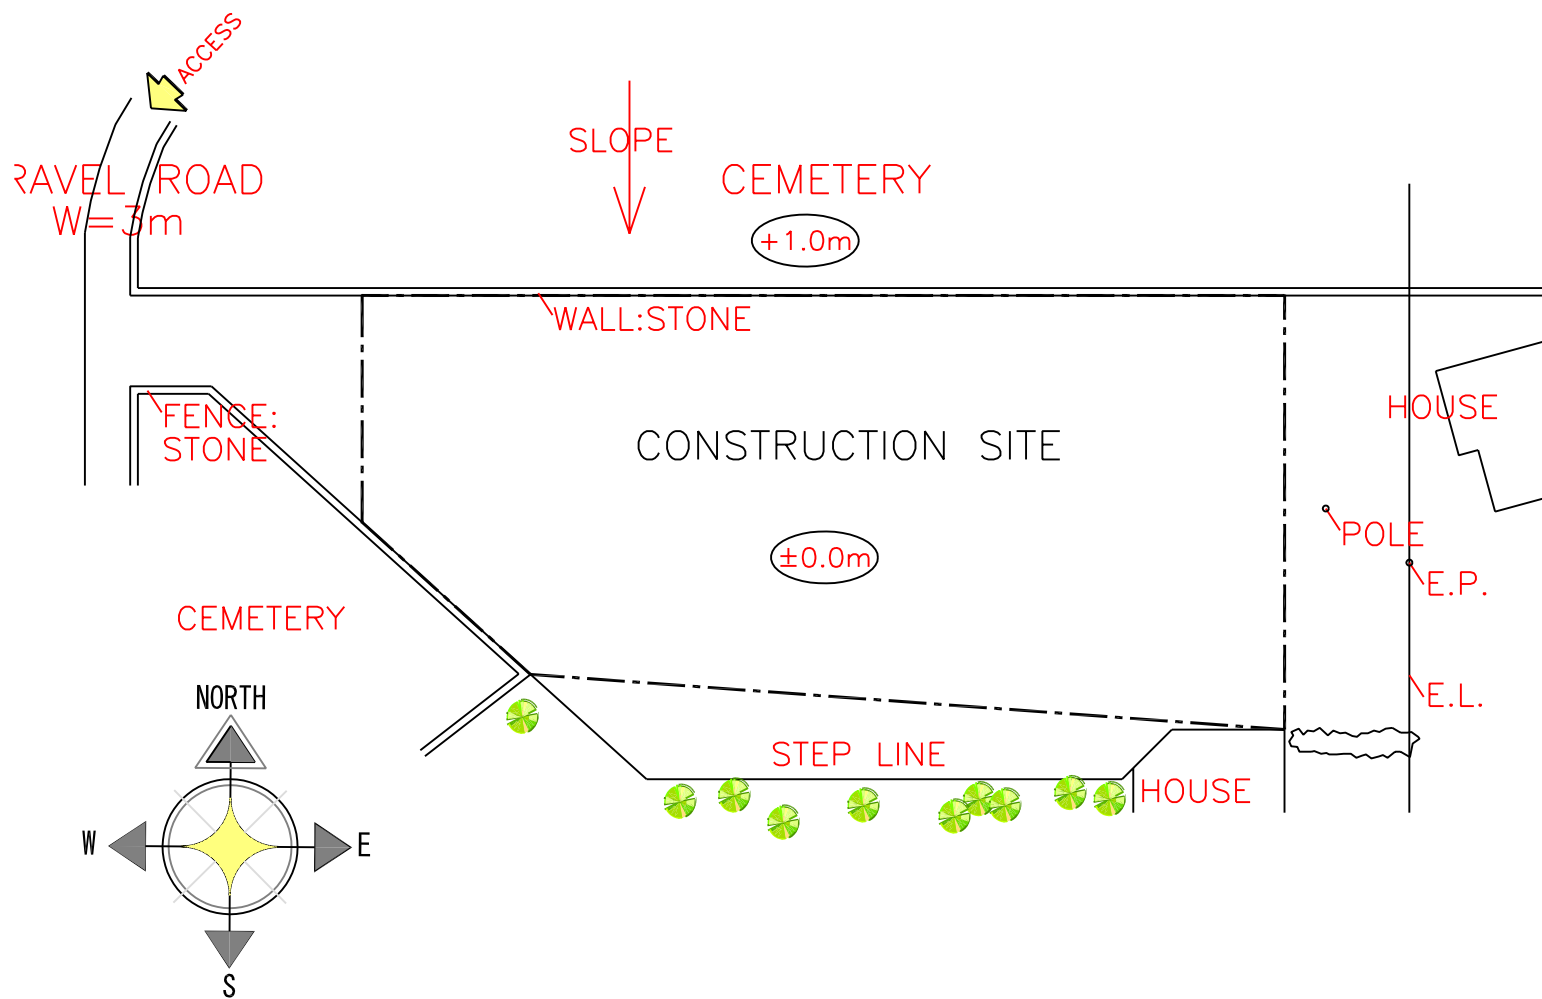 ACCESS
SLOPE
RAVEL ROAD
W=3m
CEMETERY
+1.0m
WALL:STONE
FENCE:
STONE
HOUSE
CONSTRUCTION SITE
POLE
±0.0m
E.P.
CEMETERY
E.L.
NORTH
STEP LINE
HOUSE
W
E
S